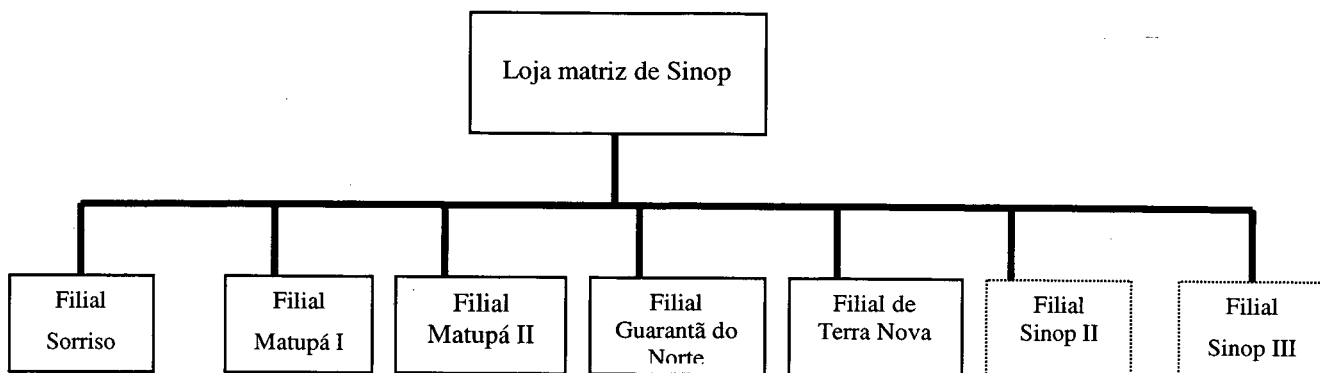 Loja matriz de Sinop
Filial
Sorriso
Filial
Matupá I
Filial
Matupá II
Filial
Guarantã do
Norte
Filial de
Terra Nova
Filial
Sinop II
Filial
Sinop III